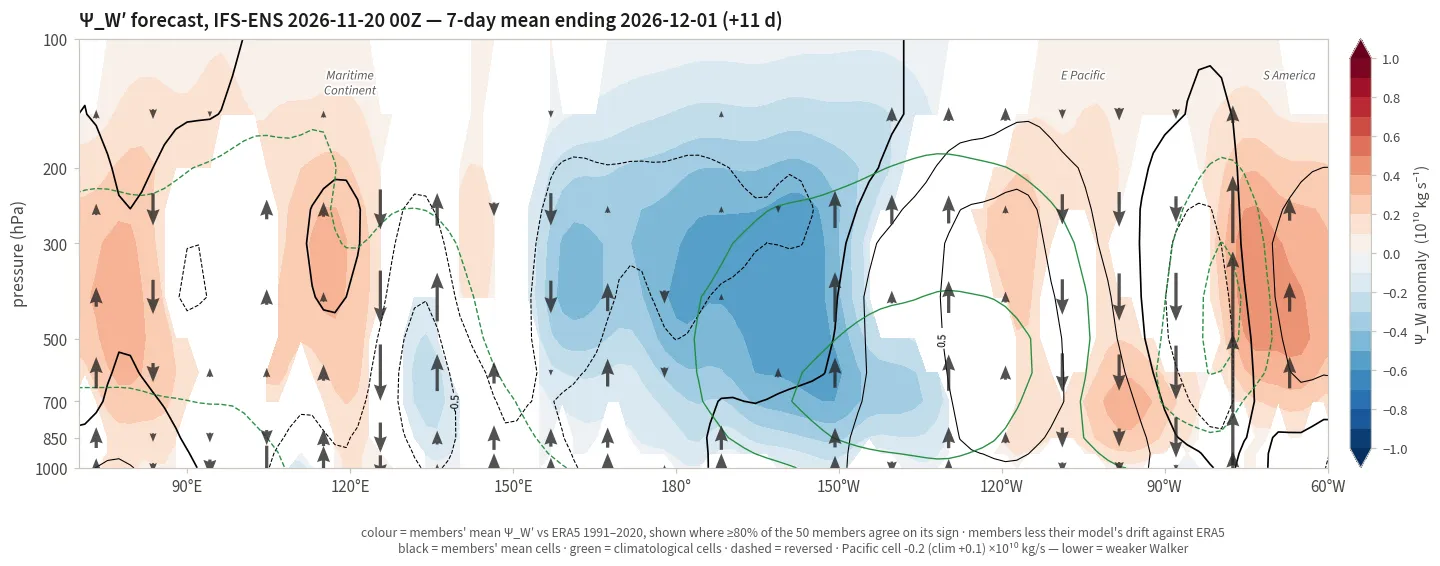 Ψ_W′ forecast, IFS-ENS 2026-11-20 00Z — 7-day mean ending 2026-12-01 (+11 d)
100
200
300
400
500
700
850
1000
pressure (hPa)
Maritime
Continent
E Pacific
S America
0.5
-0.5
90°E
120°E
150°E
180°
150°W
120°W
90°W
60°W
1.0
0.8
0.6
0.4
0.2
0.0
−0.2
−0.4
−0.6
−0.8
−1.0
Ψ_W anomaly (10¹⁰ kg s⁻¹)
colour = members' mean Ψ_W′ vs ERA5 1991–2020, shown where ≥80% of the 50 members agree on its sign · members less their model's drift against ERA5
black = members' mean cells · green = climatological cells · dashed = reversed · Pacific cell -0.2 (clim +0.1) ×10¹⁰ kg/s — lower = weaker Walker